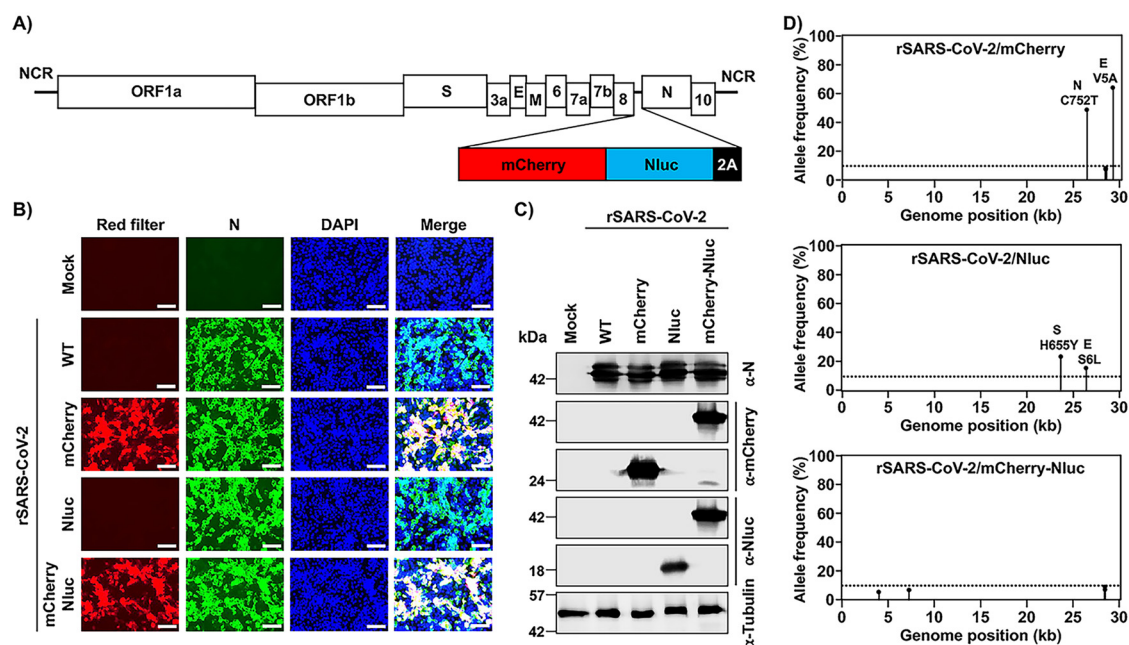 A)
NCR
ORF1a
ORF1b
S
3a
E
M
6
7a
7b
8
N
10
NCR
mCherry
Nluc
2A
B)
Red filter
N
DAPI
Merge
Mock
rSARS-CoV-2
WT
mCherry
Nluc
mCherry
Nluc
C)
rSARS-CoV-2
kDa
Mock
WT
mCherry
Nluc
mCherry-Nluc
42
α-N
42
24
α-mCherry
42
18
α-Nluc
57
42
α-Tubulin
D)
rSARS-CoV-2/mCherry
Allele frequency (%)
100
80
60
40
20
0
N
C752T
E
V5A
0 5 10 15 20 25 30
Genome position (kb)
rSARS-CoV-2/Nluc
Allele frequency (%)
100
80
60
40
20
0
S
H655Y
E
S6L
0 5 10 15 20 25 30
Genome position (kb)
rSARS-CoV-2/mCherry-Nluc
Allele frequency (%)
100
80
60
40
20
0
0 5 10 15 20 25 30
Genome position (kb)